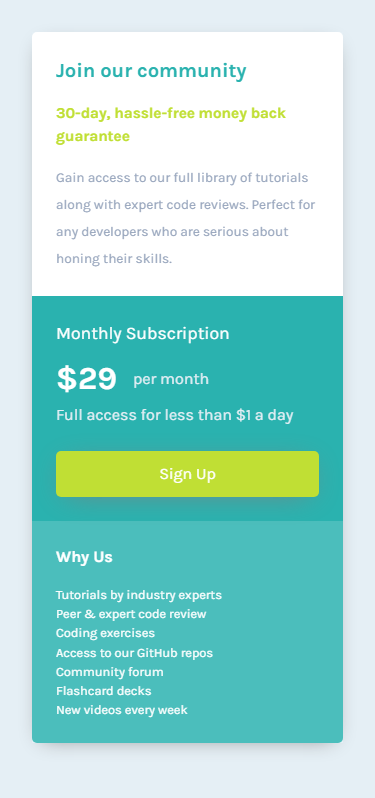 Join our community
30-day, hassle-free money back
guarantee
Gain access to our full library of tutorials
along with expert code reviews. Perfect for
any developers who are serious about
honing their skills.
Monthly Subscription
$29 per month
Full access for less than $1 a day
Sign Up
Why Us
Tutorials by industry experts
Peer & expert code review
Coding exercises
Access to our GitHub repos
Community forum
Flashcard decks
New videos every week